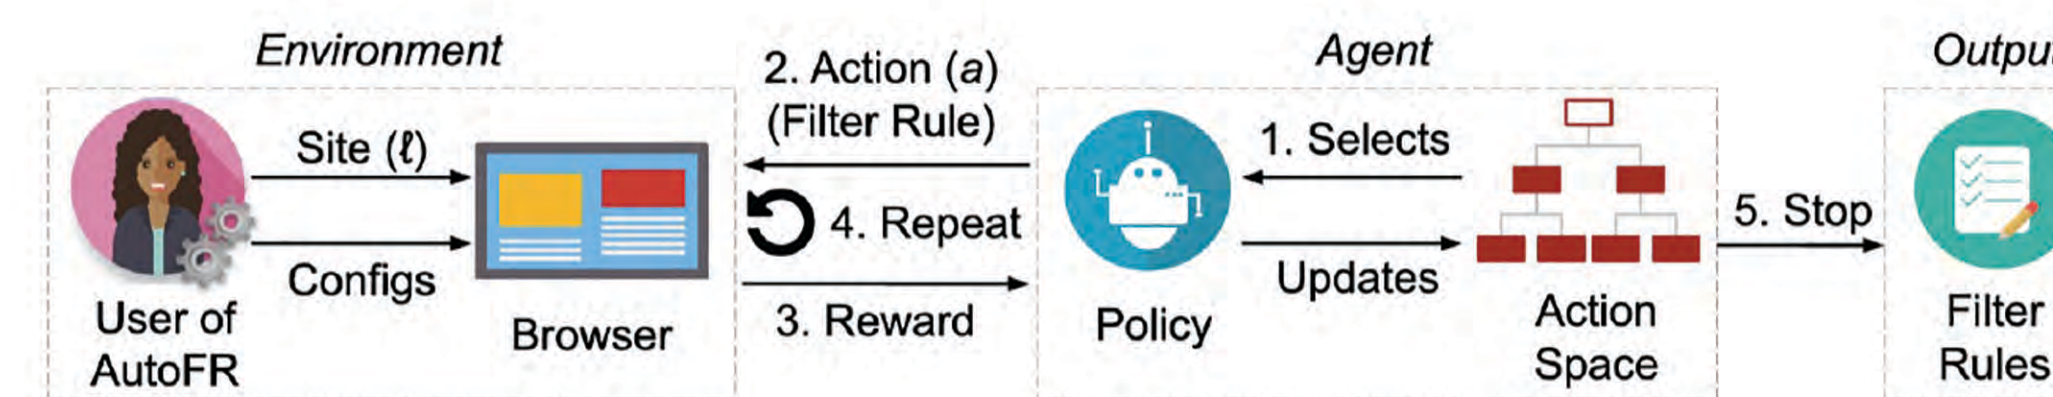 Environment
Site (ℓ)
Configs
User of
AutoFR
Browser
2. Action (a)
(Filter Rule)
4. Repeat
3. Reward
Agent
1. Selects
Updates
Policy
Action
Space
5. Stop
Outpu
Filter
Rules